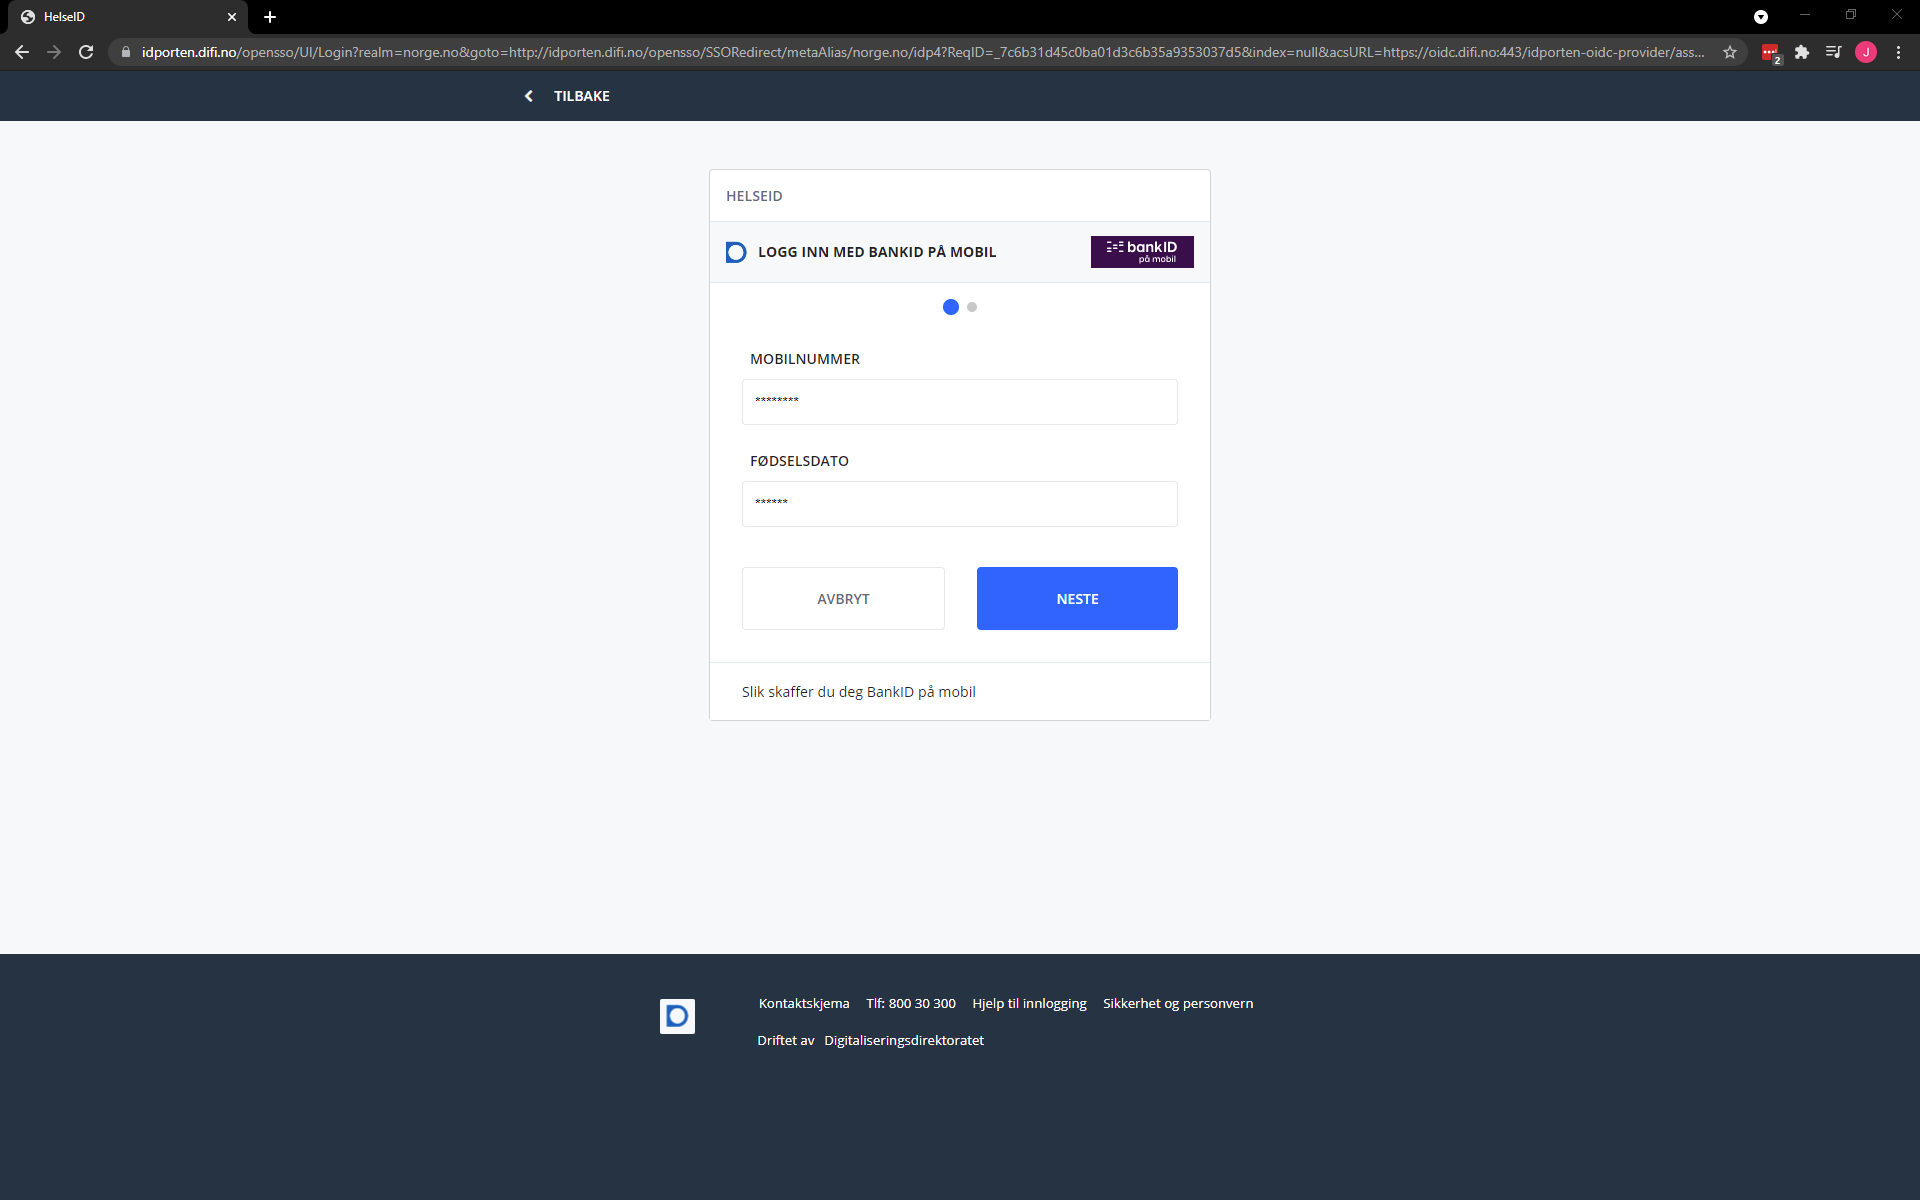 HelseID
idporten.difi.no/opensso/UI/Login?realm=norge.no&goto=http://idporten.difi.no/opensso/SSORedirect/metaAlias/norge.no/idp4?ReqID=_7c6b31d45c0ba01d3c6b35a9353037d5&index=null&acsURL=https://oidc.difi.no:443/idporten-oidc-provider/ass...
2
J
TILBAKE
HELSEID
LOGG INN MED BANKID PÅ MOBIL
bankID
på mobil
MOBILNUMMER
********
FØDSELSDATO
******
AVBRYT NESTE
Slik skaffer du deg BankID på mobil
Kontaktskjema Tlf: 800 30 300 Hjelp til innlogging Sikkerhet og personvern
Driftet av Digitaliseringsdirektoratet